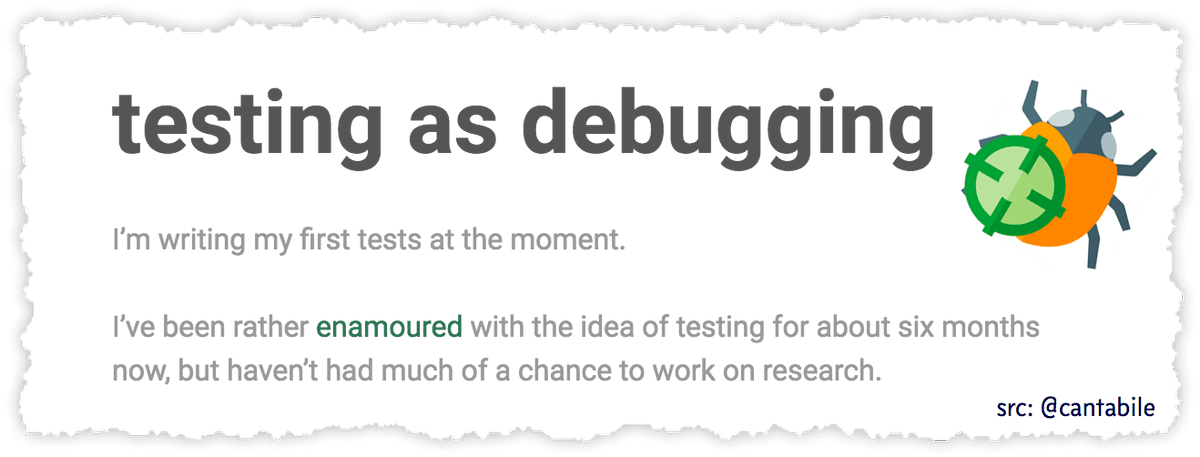 testing as debugging
I’m writing my first tests at the moment.
I’ve been rather enamoured with the idea of testing for about six months
now, but haven’t had much of a chance to work on research.
src: @cantabile